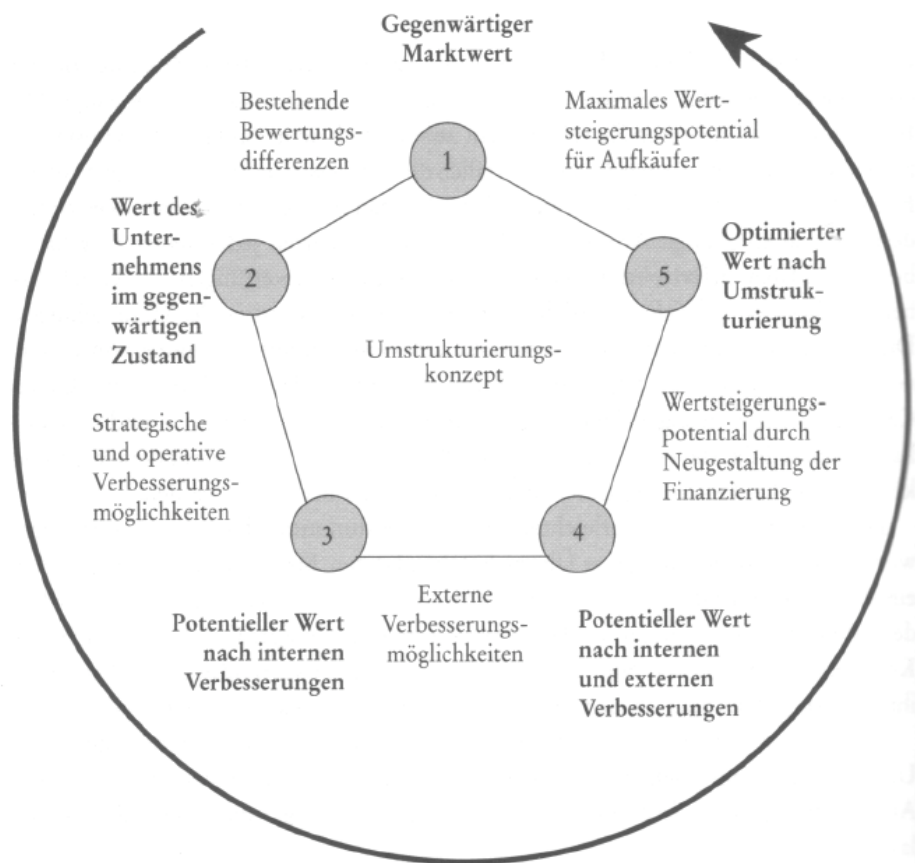 Gegenwärtiger
Marktwert
Bestehende
Bewertungs-
differenzen
Maximales Wert-
steigerungspotential
für Aufkäufer
1
Wert des
Unter-
nehmens
im gegen-
wärtigen
Zustand
2
5
Optimierter
Wert nach
Umstruk-
turierung
Umstrukturierungs-
konzept
Strategische
und operative
Verbesserungs-
möglichkeiten
Wertsteigerungs-
potential durch
Neugestaltung der
Finanzierung
3
4
Externe
Verbesserungs-
möglichkeiten
Potentieller Wert
nach internen
Verbesserungen
Potentieller Wert
nach internen
und externen
Verbesserungen